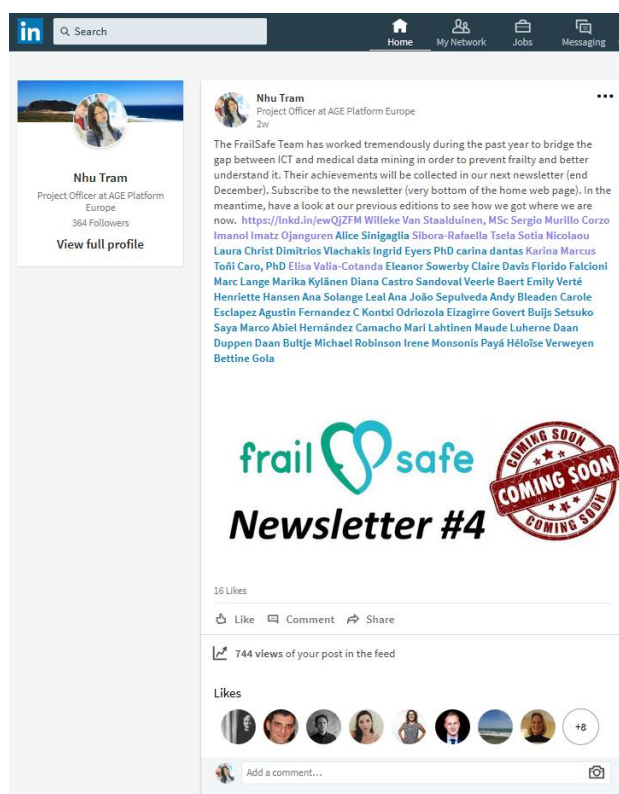 in
Search
Home
My Network
Jobs
Messaging
Nhu Tram
Project Officer at AGE Platform
Europe
364 Followers
View full profile
Nhu Tram
Project Officer at AGE Platform Europe
2w
The FrailSafe Team has worked tremendously during the past year to bridge the
gap between ICT and medical data mining in order to prevent frailty and better
understand it. Their achievements will be collected in our next newsletter (end
December). Subscribe to the newsletter (very bottom of the home web page). In the
meantime, have a look at our previous editions to see how we got where we are
now. https://lnkd.in/ewQjZFM Willeke Van Staalduinen, MSc Sergio Murillo Corzo
Imanol Imatz Ojanguren Alice Sinigaglia Sibora-Rafaella Tsela Sotia Nicolaou
Laura Christ Dimitrios Vlachakis Ingrid Eyers PhD carina dantas Karina Marcus
Toñi Caro, PhD Elisa Valia-Cotanda Eleanor Sowerby Claire Davis Florido Falcioni
Marc Lange Marika Kylänen Diana Castro Sandoval Veerle Baert Emily Verté
Henriette Hansen Ana Solange Leal Ana João Sepulveda Andy Bleaden Carole
Esclapez Agustin Fernandez C Kontxi Odriozola Eizagirre Govert Buijs Setsuko
Saya Marco Abiel Hernández Camacho Mari Lahtinen Maude Luherne Daan
Duppen Daan Bultje Michael Robinson Irene Monsonís Payá Héloïse Verweyen
Bettine Gola
frail safe
COMING SOON
COMING SOON
COMING SOON
Newsletter #4
16 Likes
Like Comment Share
744 views of your post in the feed
Likes
+8
Add a comment...